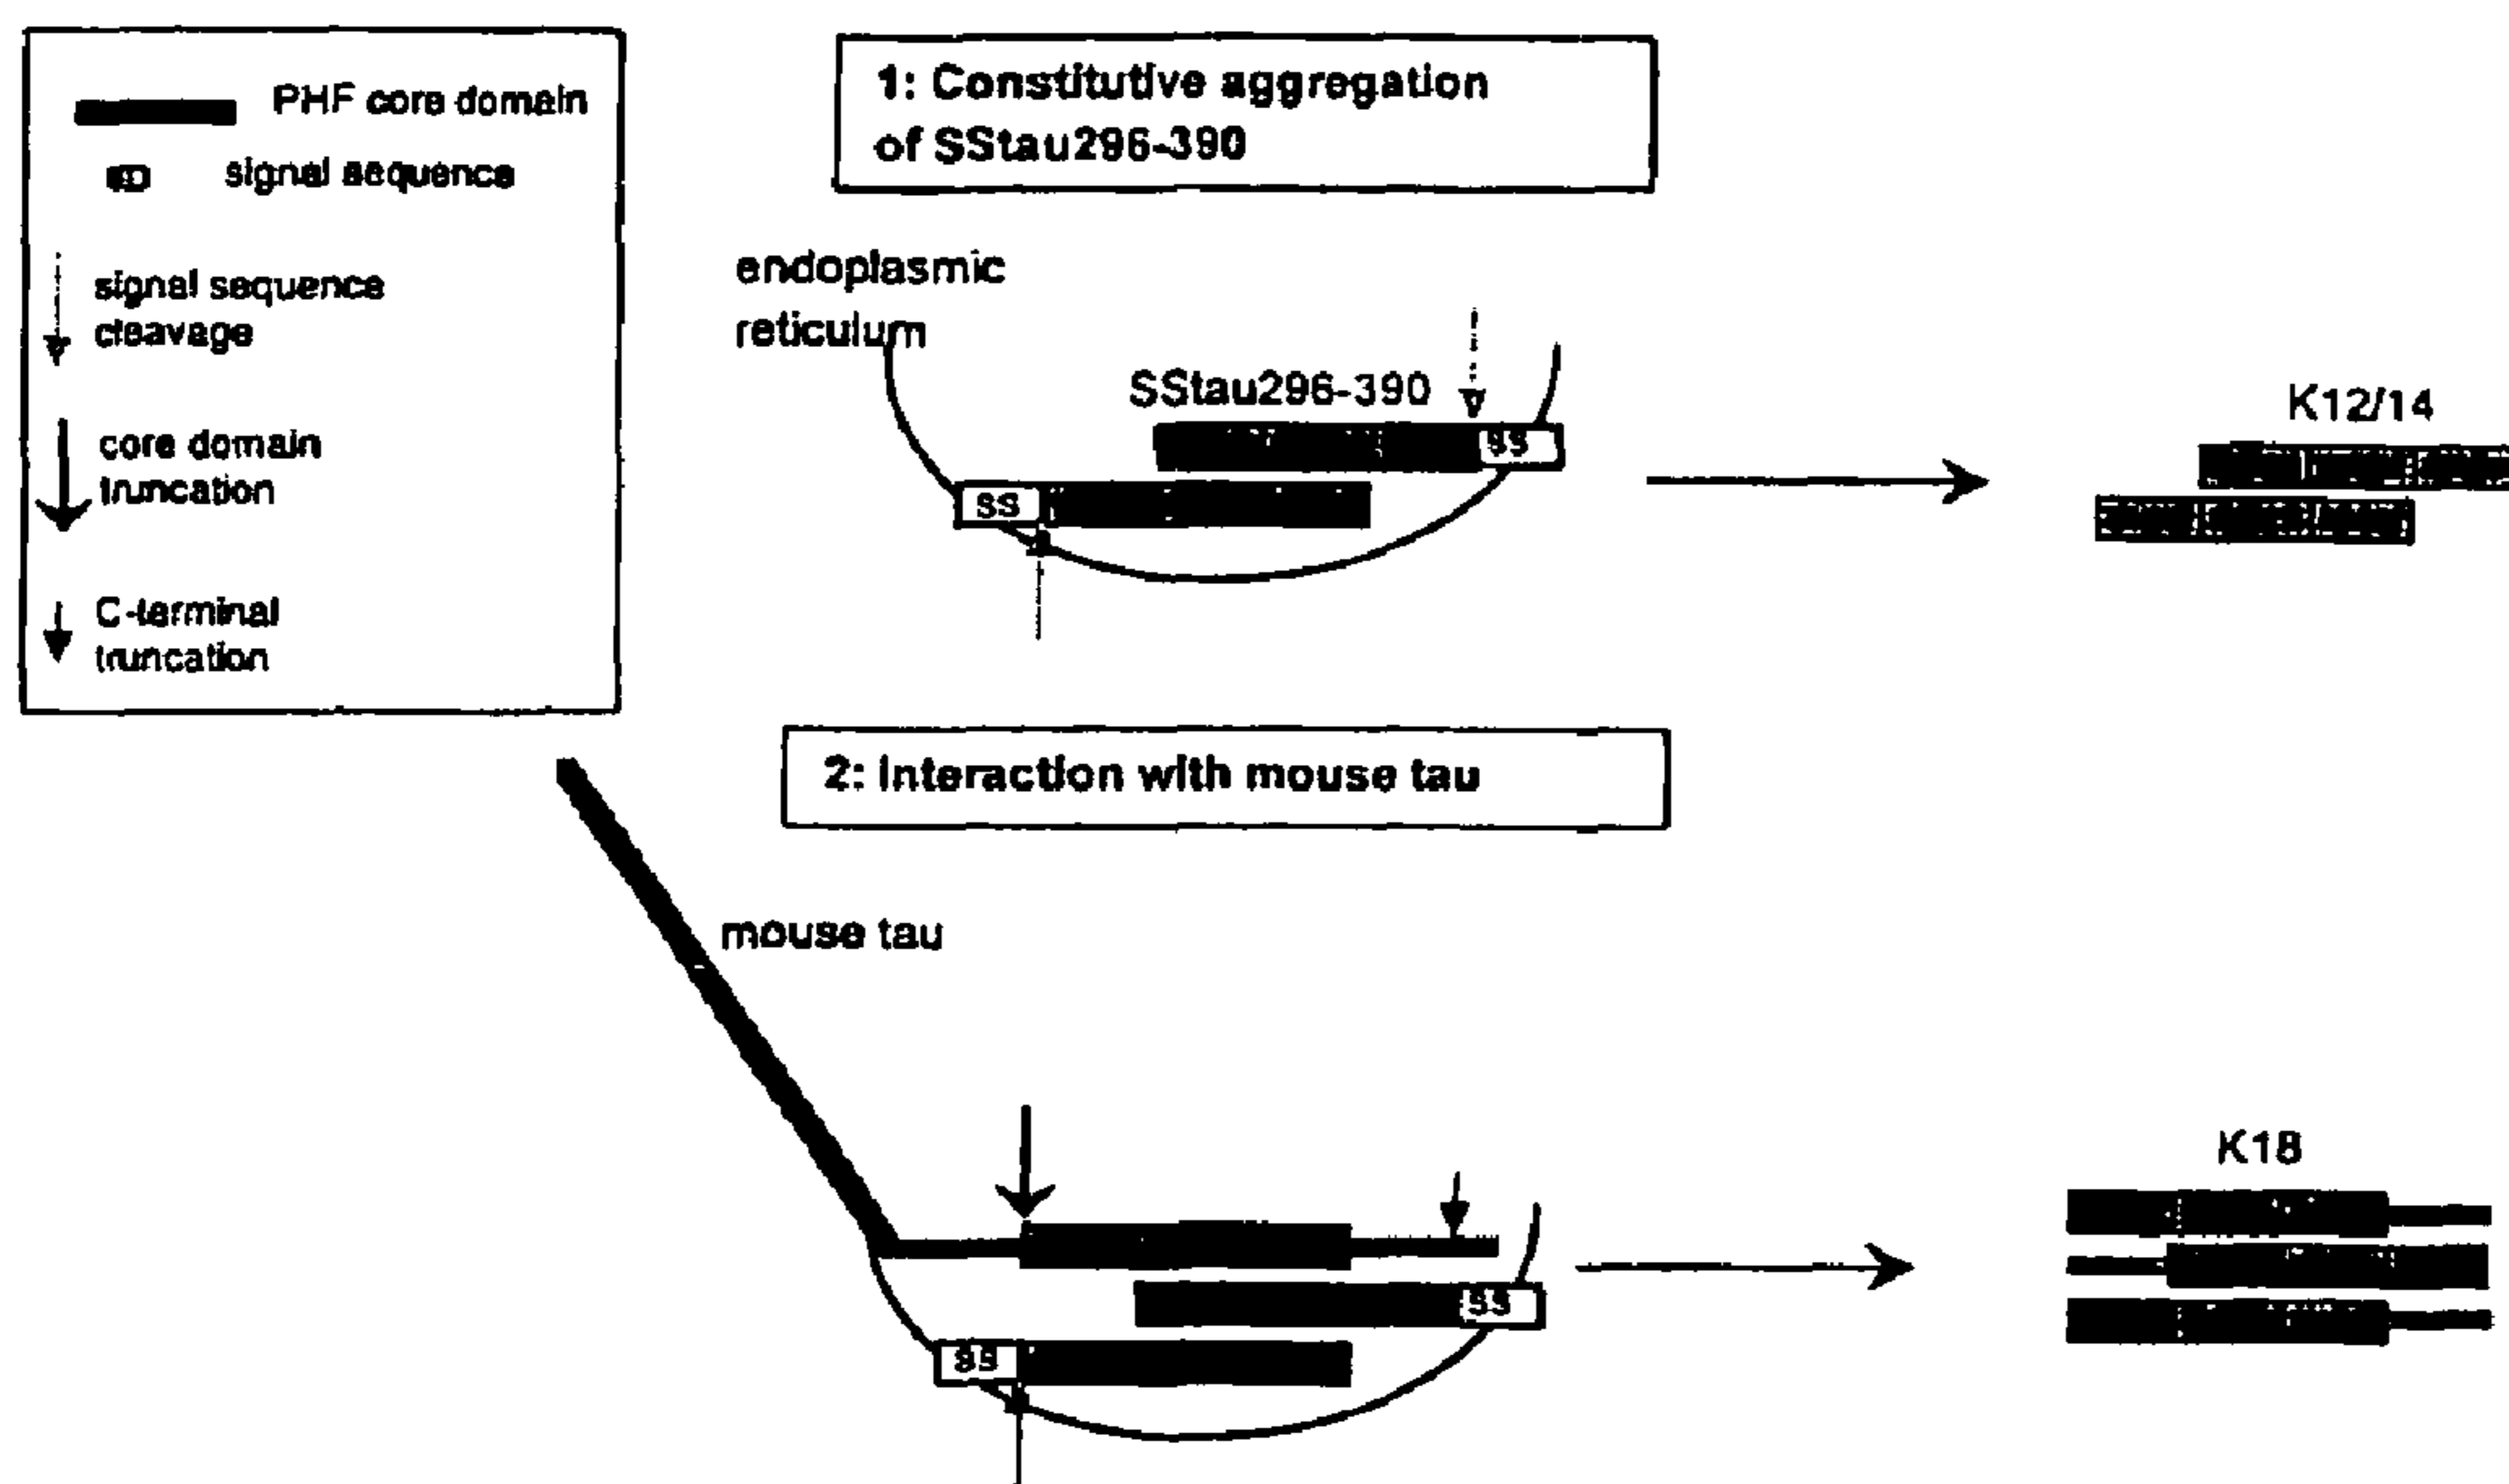 PHF core domain
signal sequence
signal sequence
cleavage
core domain
truncation
C-terminal
truncation
1: Constitutive aggregation
of SStau296-390
endoplasmic
reticulum
SStau296-390
SS
SS
K12/14
2: Interaction with mouse tau
mouse tau
SS
SS
K18